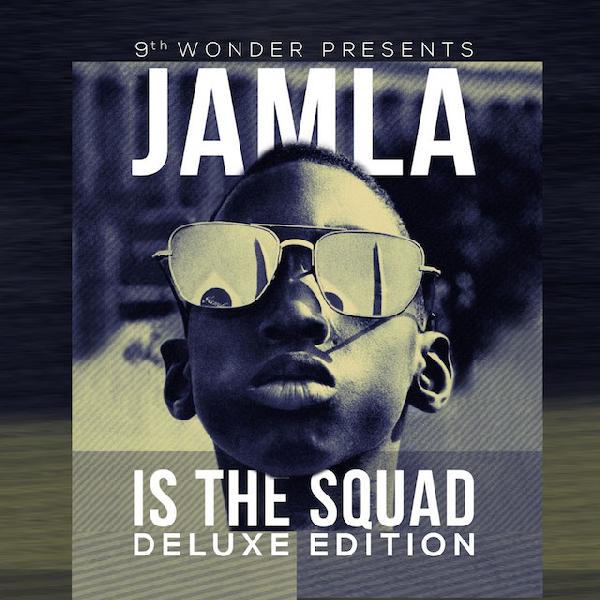 9th WONDER PRESENTS
JAMLA
IS THE SQUAD
DELUXE EDITION